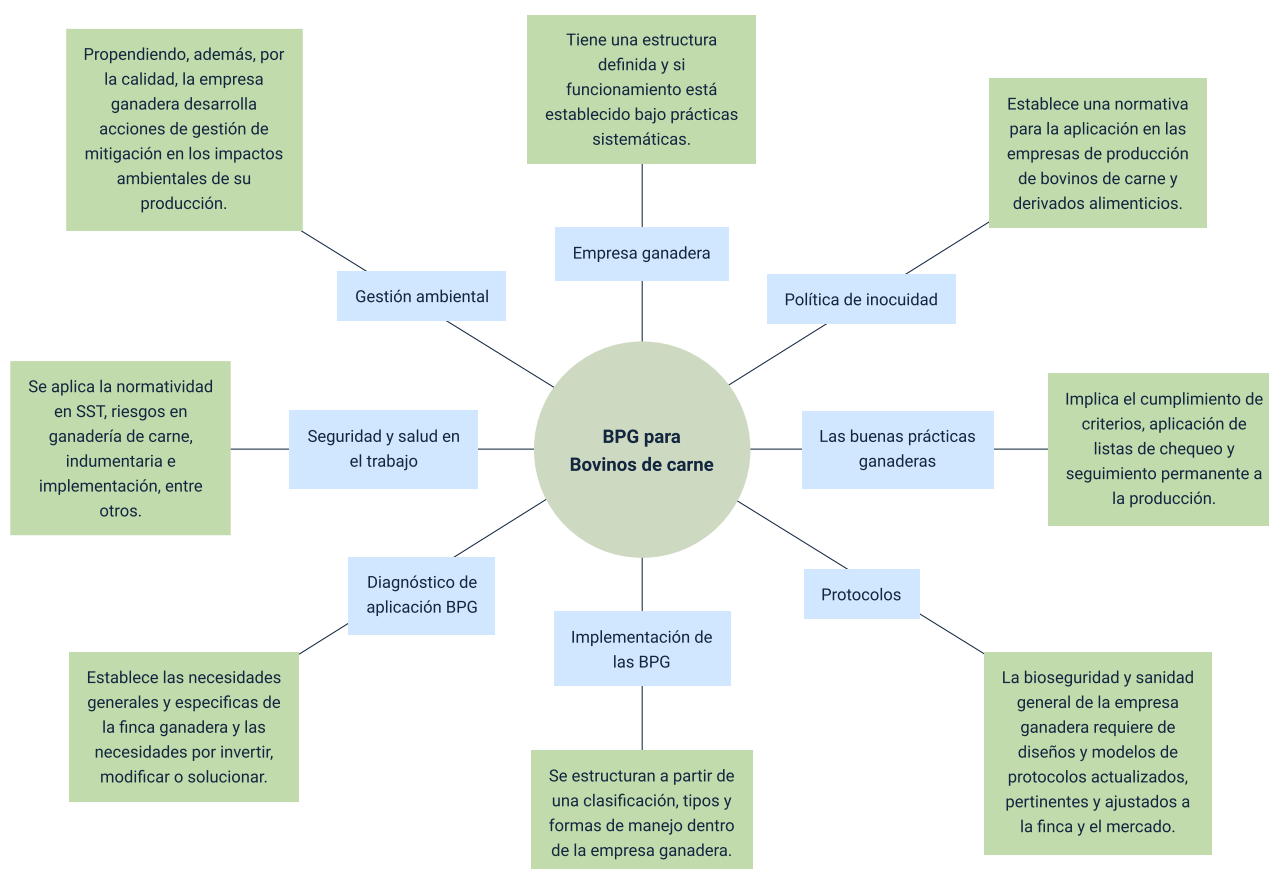 Tiene una estructura
definida y si
funcionamiento está
establecido bajo prácticas
sistemáticas.
Empresa ganadera
Establece una normativa
para la aplicación en las
empresas de producción
de bovinos de carne y
derivados alimenticios.
Política de inocuidad
Implica el cumplimiento de
criterios, aplicación de
listas de chequeo y
seguimiento permanente a
la producción.
Las buenas prácticas
ganaderas
La bioseguridad y sanidad
general de la empresa
ganadera requiere de
diseños y modelos de
protocolos actualizados,
pertinentes y ajustados a
la finca y el mercado.
Protocolos
Se estructuran a partir de
una clasificación, tipos y
formas de manejo dentro
de la empresa ganadera.
Implementación de
las BPG
Establece las necesidades
generales y especificas de
la finca ganadera y las
necesidades por invertir,
modificar o solucionar.
Diagnóstico de
aplicación BPG
Se aplica la normatividad
en SST, riesgos en
ganadería de carne,
indumentaria e
implementación, entre
otros.
Seguridad y salud en
el trabajo
Propendiendo, además, por
la calidad, la empresa
ganadera desarrolla
acciones de gestión de
mitigación en los impactos
ambientales de su
producción.
Gestión ambiental
BPG para
Bovinos de carne